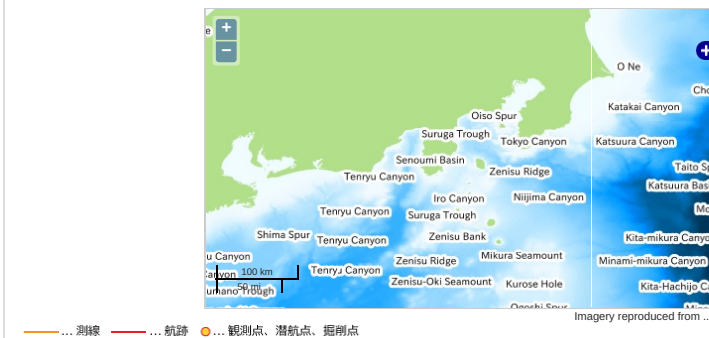 +
−
O Ne
Katakai Canyon
Oiso Spur
Suruga Trough
Tokyo Canyon
Katsuura Canyon
Senoumi Basin
Zenisu Ridge
Taito S
Tenryu Canyon
Katsuura Bas
Iro Canyon
Niijima Canyon
Tenryu Canyon
Suruga Trough
Shima Spur
Tenryu Canyon
Zenisu Bank
Kita-mikura Canyo
u Canyon
Zenisu Ridge
Mikura Seamount
Minami-mikura Canyon
100 km
Canyon
Tenryu Canyon
Zenisu-Oki Seamount
Kurose Hole
Kita-Hachijo C
50 mi
umano Trough
Ogoshi Spur
Imagery reproduced from ...
... 測線 ... 航跡 ... 観測点、潜航点、掘削点